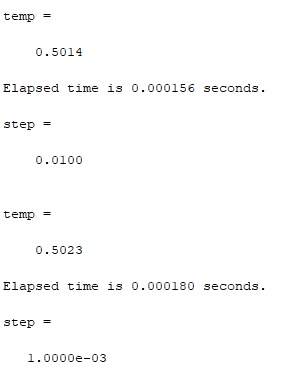 temp =
0.5014
Elapsed time is 0.000156 seconds.
step =
0.0100
temp =
0.5023
Elapsed time is 0.000180 seconds.
step =
1.0000e-03